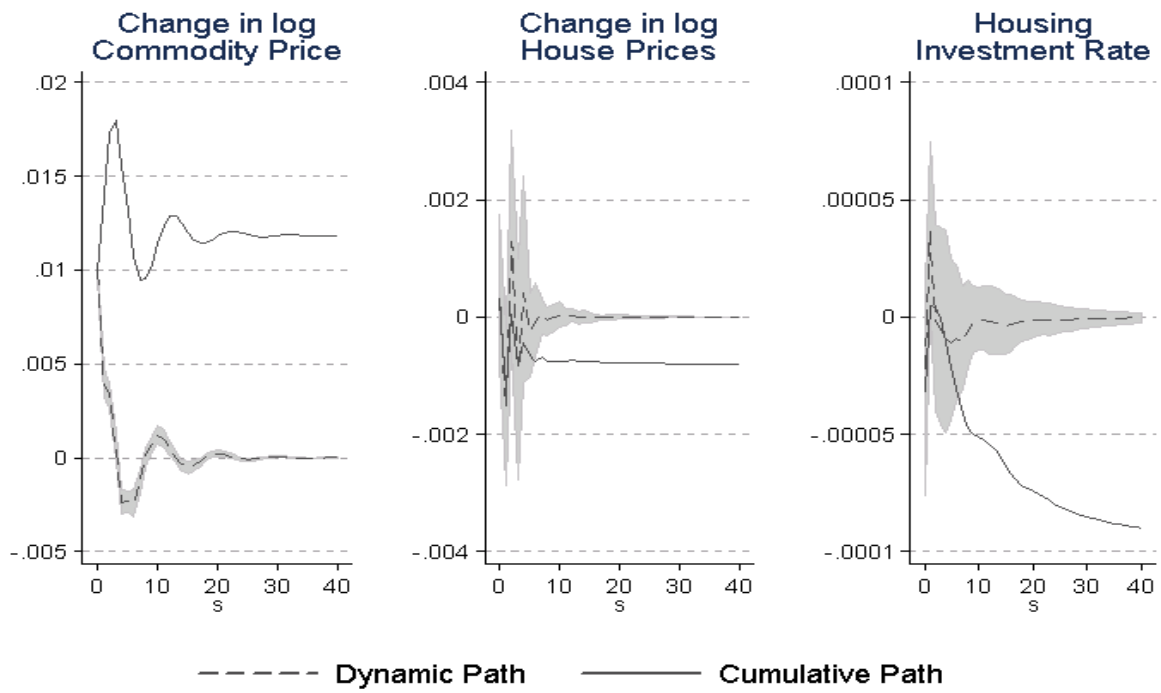 Change in log
Commodity Price
.02
.015
.01
.005
0
-.005
0 10 20 30 40
s
Change in log
House Prices
.004
.002
0
-.002
-.004
0 10 20 30 40
s
Housing
Investment Rate
.0001
.00005
0
-.00005
-.0001
0 10 20 30 40
s
Dynamic Path Cumulative Path